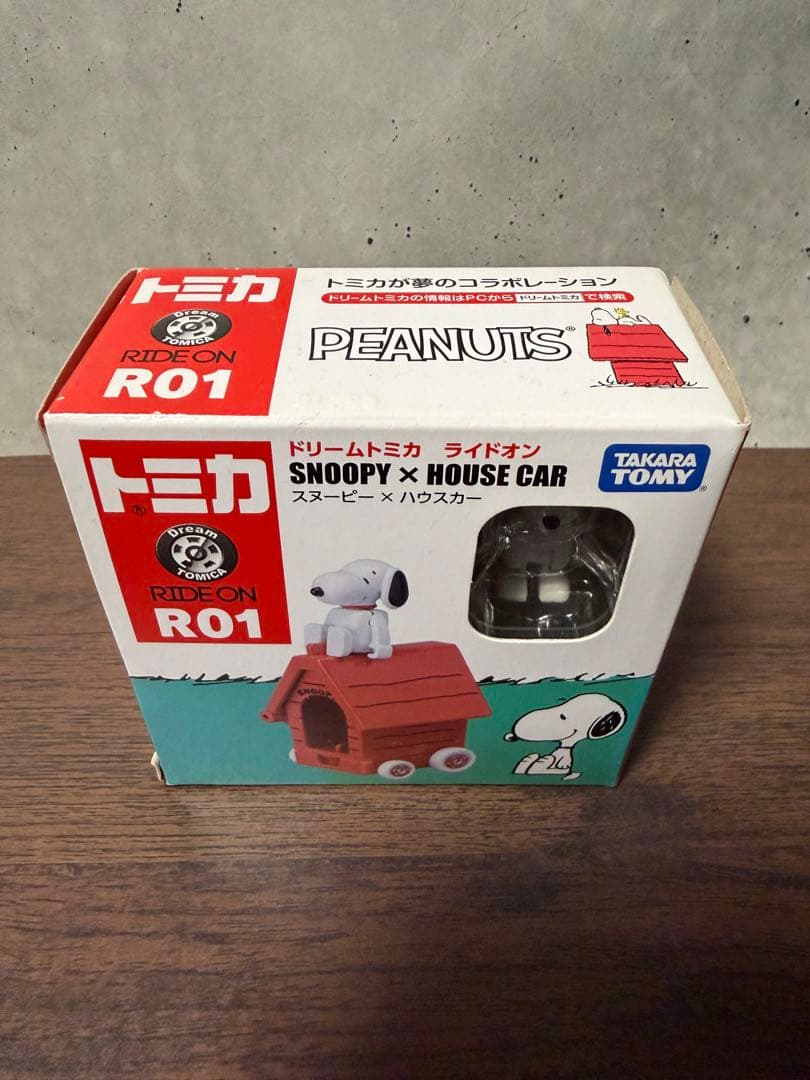 トミカ
Dream
TOMICA
RIDE ON
R01
トミカが夢のコラボレーション
ドリームトミカの情報はPCから ドリームトミカ で検索
PEANUTS®
トミカ®
Dream
TOMICA
RIDE ON
R01
ドリームトミカ ライドオン
SNOOPY × HOUSE CAR
スヌーピー × ハウスカー
TAKARA
TOMY®
SNOOPY